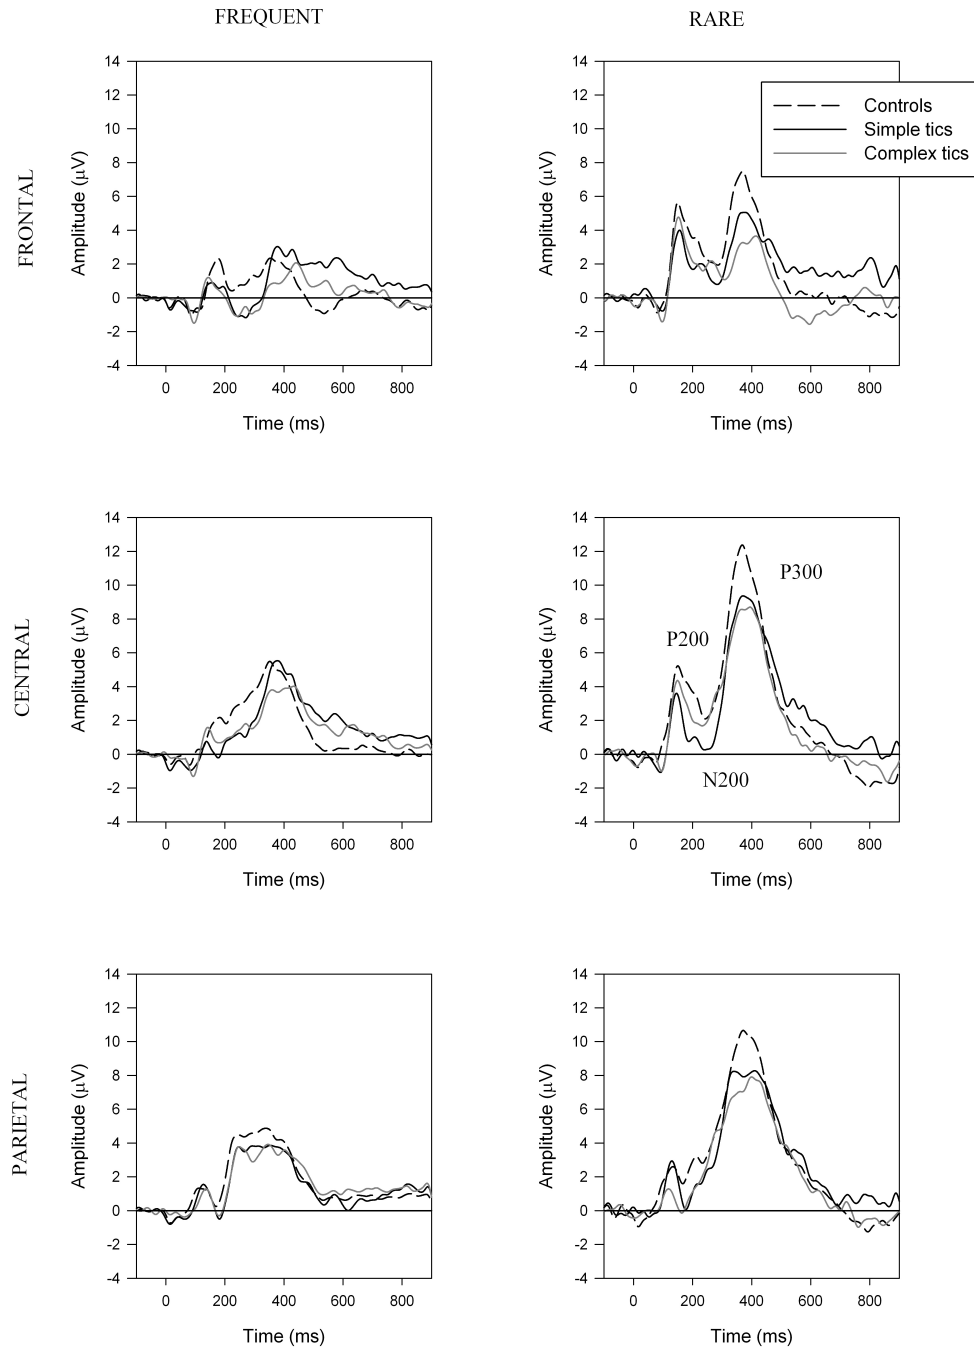 FREQUENT
RARE
FRONTAL
Amplitude (µV)
14
12
10
8
6
4
2
0
-2
-4
0 200 400 600 800
Time (ms)
Amplitude (µV)
14
12
10
8
6
4
2
0
-2
-4
0 200 400 600 800
Time (ms)
Controls
Simple tics
Complex tics
CENTRAL
Amplitude (µV)
14
12
10
8
6
4
2
0
-2
-4
0 200 400 600 800
Time (ms)
Amplitude (µV)
14
12
10
8
6
4
2
0
-2
-4
0 200 400 600 800
Time (ms)
P300
P200
N200
PARIETAL
Amplitude (µV)
14
12
10
8
6
4
2
0
-2
-4
0 200 400 600 800
Time (ms)
Amplitude (µV)
14
12
10
8
6
4
2
0
-2
-4
0 200 400 600 800
Time (ms)